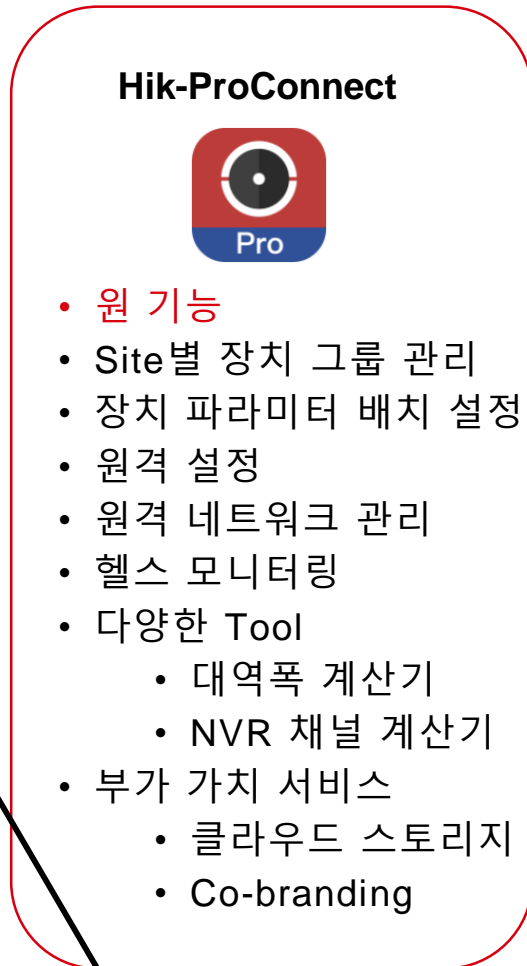 Hik-ProConnect
Pro
• 원 기능
• Site별 장치 그룹 관리
• 장치 파라미터 배치 설정
• 원격 설정
• 원격 네트워크 관리
• 헬스 모니터링
• 다양한 Tool
• 대역폭 계산기
• NVR 채널 계산기
• 부가 가치 서비스
• 클라우드 스토리지
• Co-branding